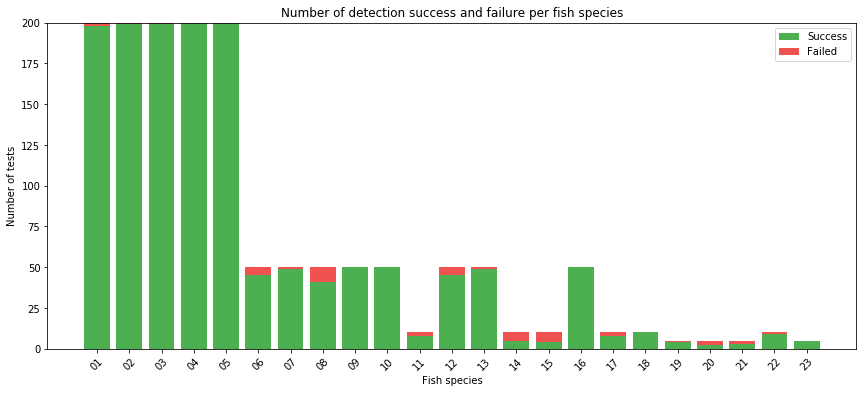 Number of detection success and failure per fish species
Success
Failed
Number of tests
200
175
150
125
100
75
50
25
0
01 02 03 04 05 06 07 08 09 10 11 12 13 14 15 16 17 18 19 20 21 22 23
Fish species